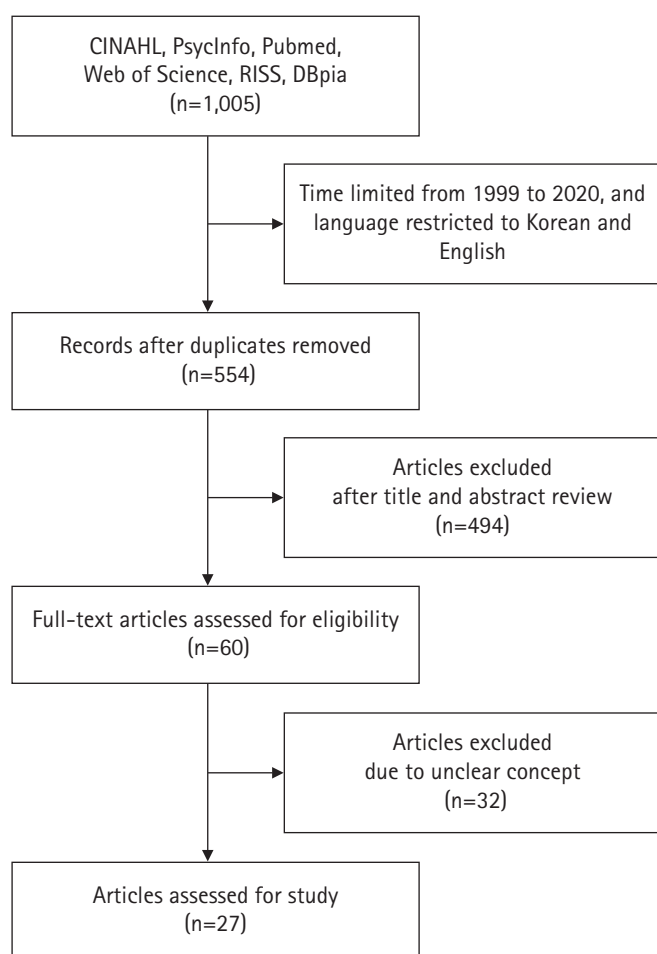 CINAHL, PsycInfo, Pubmed,
Web of Science, RISS, DBpia
(n=1,005)
Time limited from 1999 to 2020, and
language restricted to Korean and
English
Records after duplicates removed
(n=554)
Articles excluded
after title and abstract review
(n=494)
Full-text articles assessed for eligibility
(n=60)
Articles excluded
due to unclear concept
(n=32)
Articles assessed for study
(n=27)